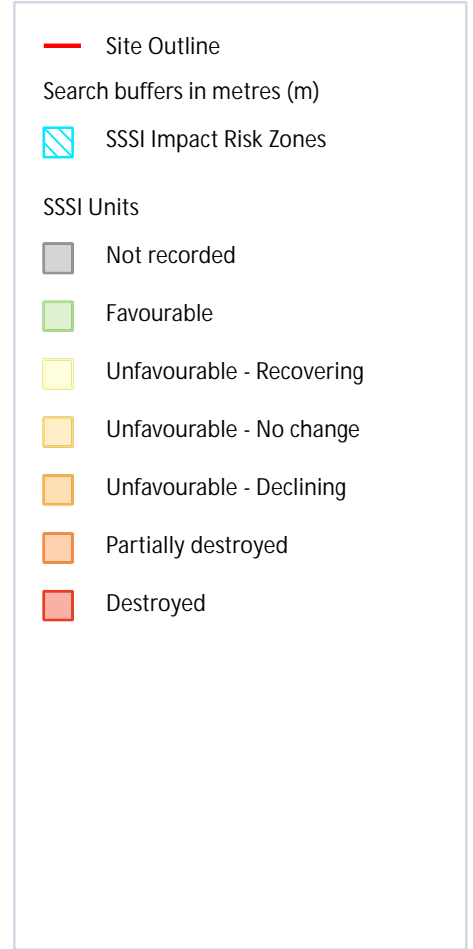 Site Outline
Search buffers in metres (m)
SSSI Impact Risk Zones
SSSI Units
Not recorded
Favourable
Unfavourable - Recovering
Unfavourable - No change
Unfavourable - Declining
Partially destroyed
Destroyed